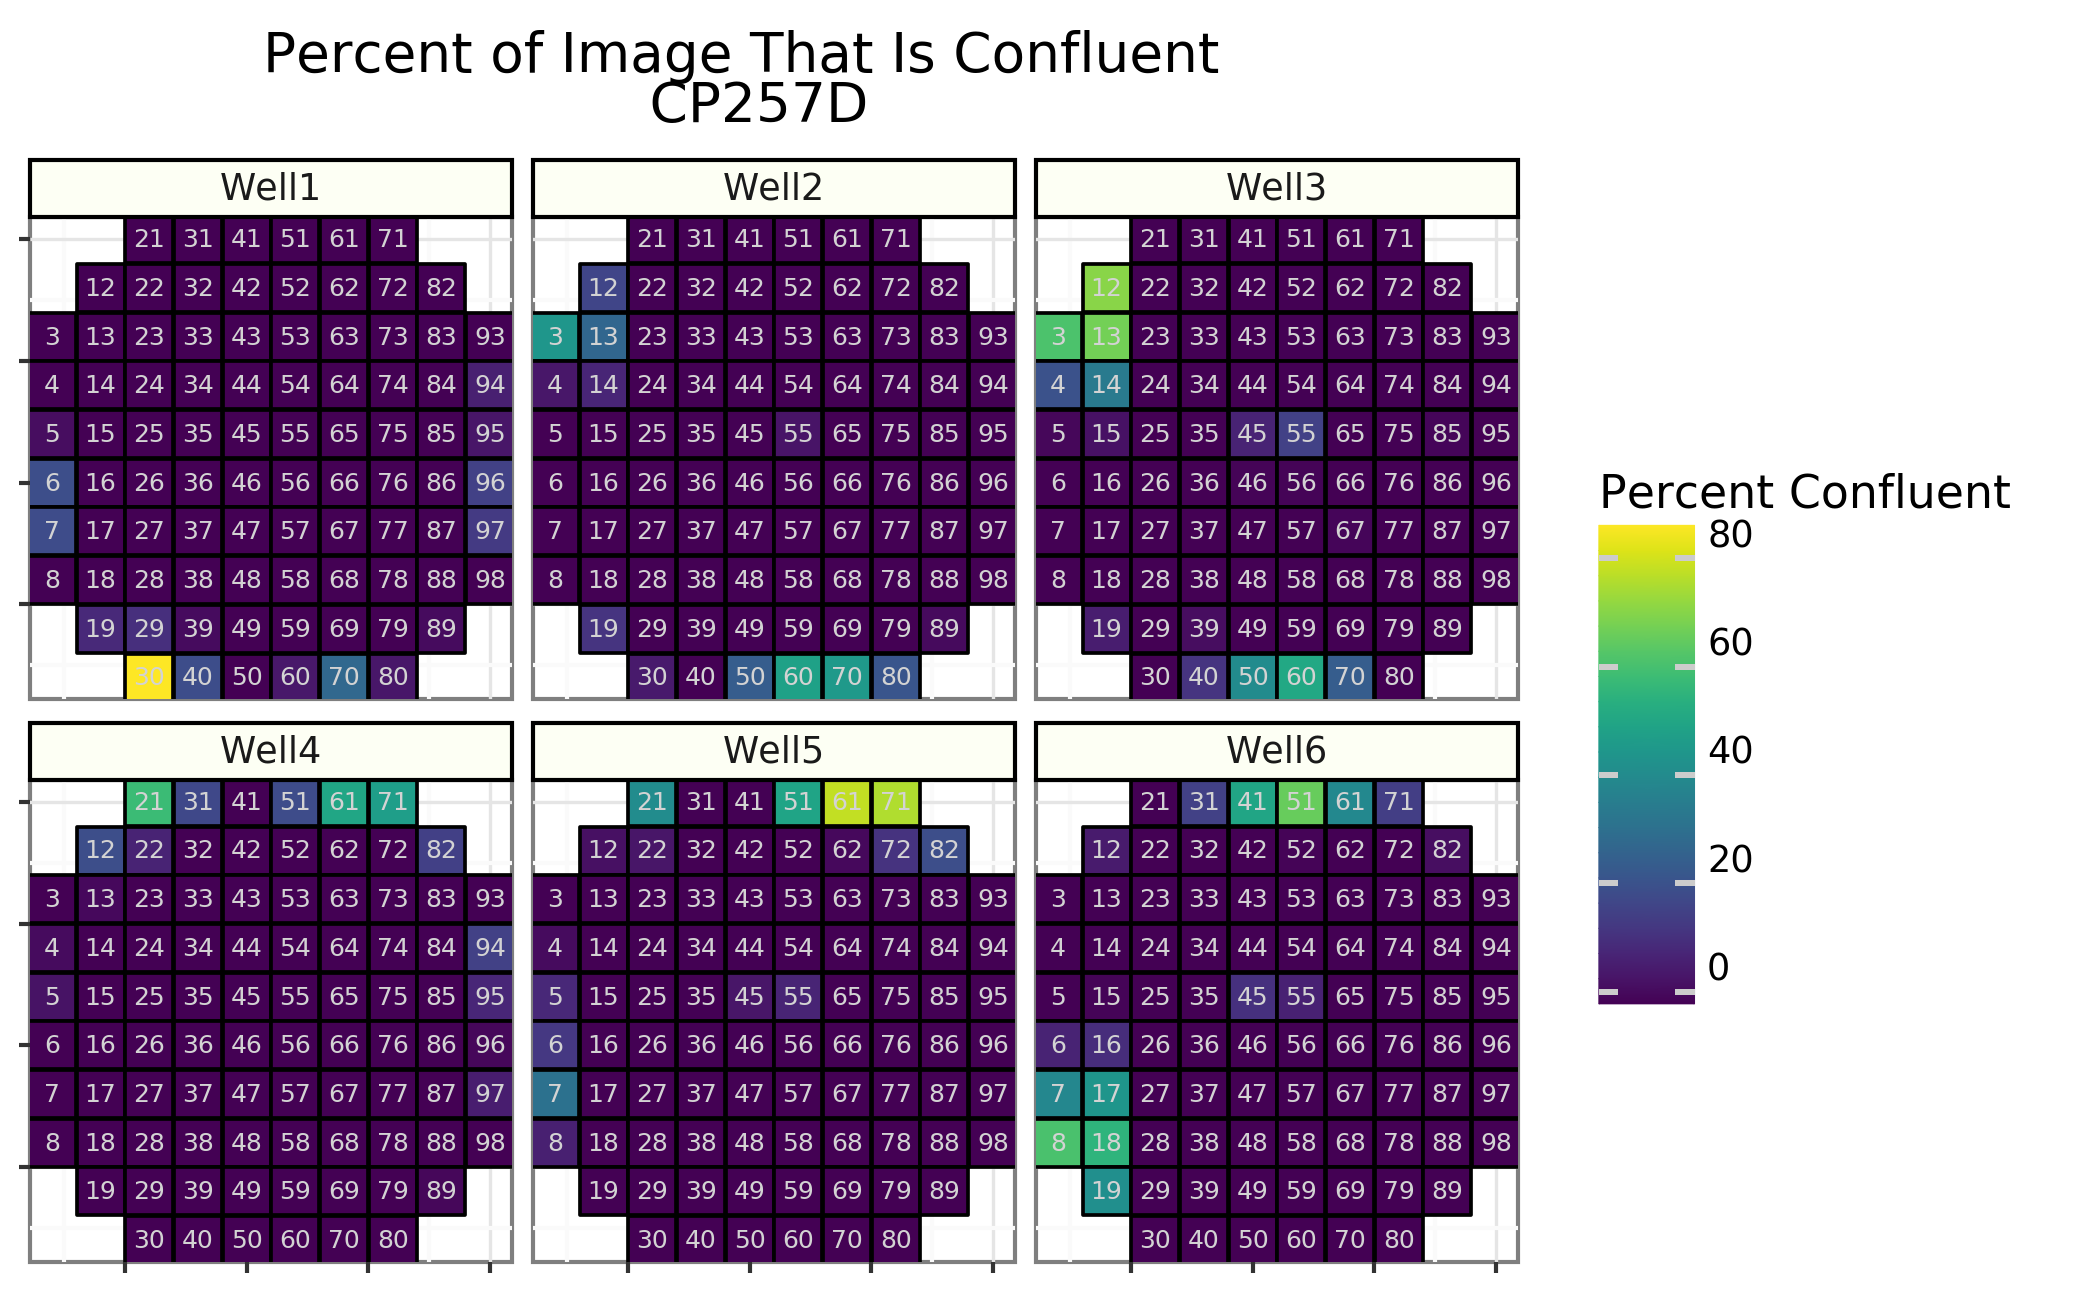 Percent of Image That Is Confluent
CP257D
Well1 Well2 Well3
21 31 41 51 61 71 21 31 41 51 61 71 21 31 41 51 61 71
12 22 32 42 52 62 72 82 12 22 32 42 52 62 72 82 12 22 32 42 52 62 72 82
3 13 23 33 43 53 63 73 83 93 3 13 23 33 43 53 63 73 83 93 3 13 23 33 43 53 63 73 83 93
4 14 24 34 44 54 64 74 84 94 4 14 24 34 44 54 64 74 84 94 4 14 24 34 44 54 64 74 84 94
5 15 25 35 45 55 65 75 85 95 5 15 25 35 45 55 65 75 85 95 5 15 25 35 45 55 65 75 85 95
6 16 26 36 46 56 66 76 86 96 6 16 26 36 46 56 66 76 86 96 6 16 26 36 46 56 66 76 86 96
7 17 27 37 47 57 67 77 87 97 7 17 27 37 47 57 67 77 87 97 7 17 27 37 47 57 67 77 87 97
8 18 28 38 48 58 68 78 88 98 8 18 28 38 48 58 68 78 88 98 8 18 28 38 48 58 68 78 88 98
19 29 39 49 59 69 79 89 19 29 39 49 59 69 79 89 19 29 39 49 59 69 79 89
30 40 50 60 70 80 30 40 50 60 70 80 30 40 50 60 70 80
Well4 Well5 Well6
21 31 41 51 61 71 21 31 41 51 61 71 21 31 41 51 61 71
12 22 32 42 52 62 72 82 12 22 32 42 52 62 72 82 12 22 32 42 52 62 72 82
3 13 23 33 43 53 63 73 83 93 3 13 23 33 43 53 63 73 83 93 3 13 23 33 43 53 63 73 83 93
4 14 24 34 44 54 64 74 84 94 4 14 24 34 44 54 64 74 84 94 4 14 24 34 44 54 64 74 84 94
5 15 25 35 45 55 65 75 85 95 5 15 25 35 45 55 65 75 85 95 5 15 25 35 45 55 65 75 85 95
6 16 26 36 46 56 66 76 86 96 6 16 26 36 46 56 66 76 86 96 6 16 26 36 46 56 66 76 86 96
7 17 27 37 47 57 67 77 87 97 7 17 27 37 47 57 67 77 87 97 7 17 27 37 47 57 67 77 87 97
8 18 28 38 48 58 68 78 88 98 8 18 28 38 48 58 68 78 88 98 8 18 28 38 48 58 68 78 88 98
19 29 39 49 59 69 79 89 19 29 39 49 59 69 79 89 19 29 39 49 59 69 79 89
30 40 50 60 70 80 30 40 50 60 70 80 30 40 50 60 70 80
Percent Confluent
80
60
40
20
0